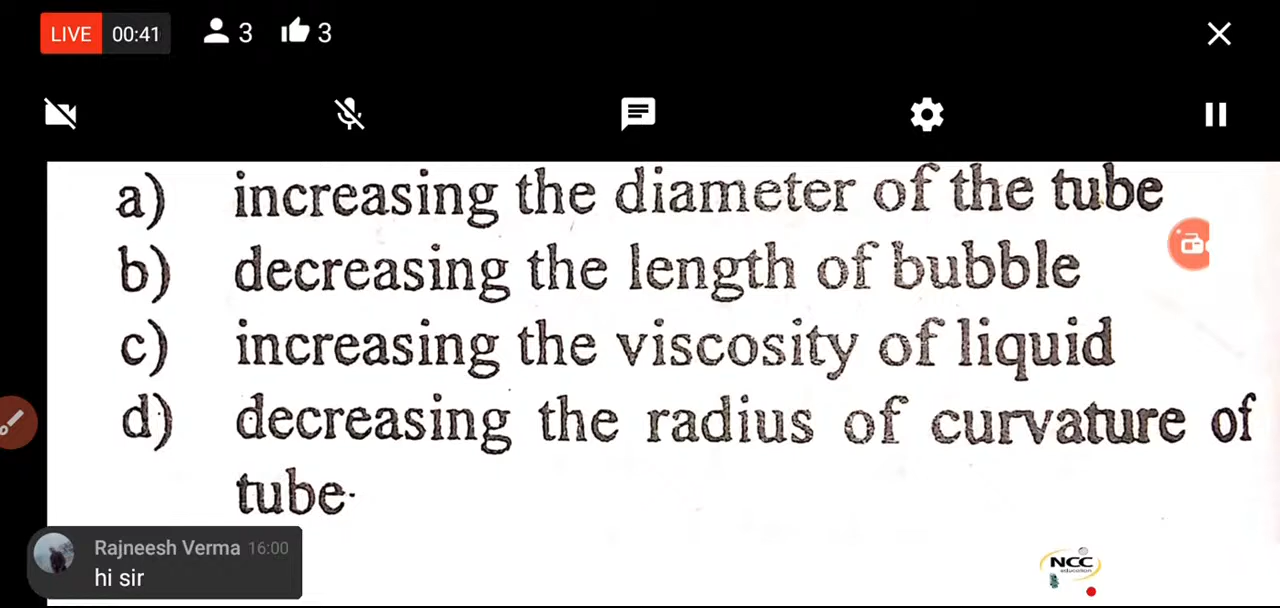 LIVE 00:41 3 3
a) increasing the diameter of the tube
b) decreasing the length of bubble
c) increasing the viscosity of liquid
d) decreasing the radius of curvature of
tube.
Rajneesh Verma 16:00
hi sir
NCC
education